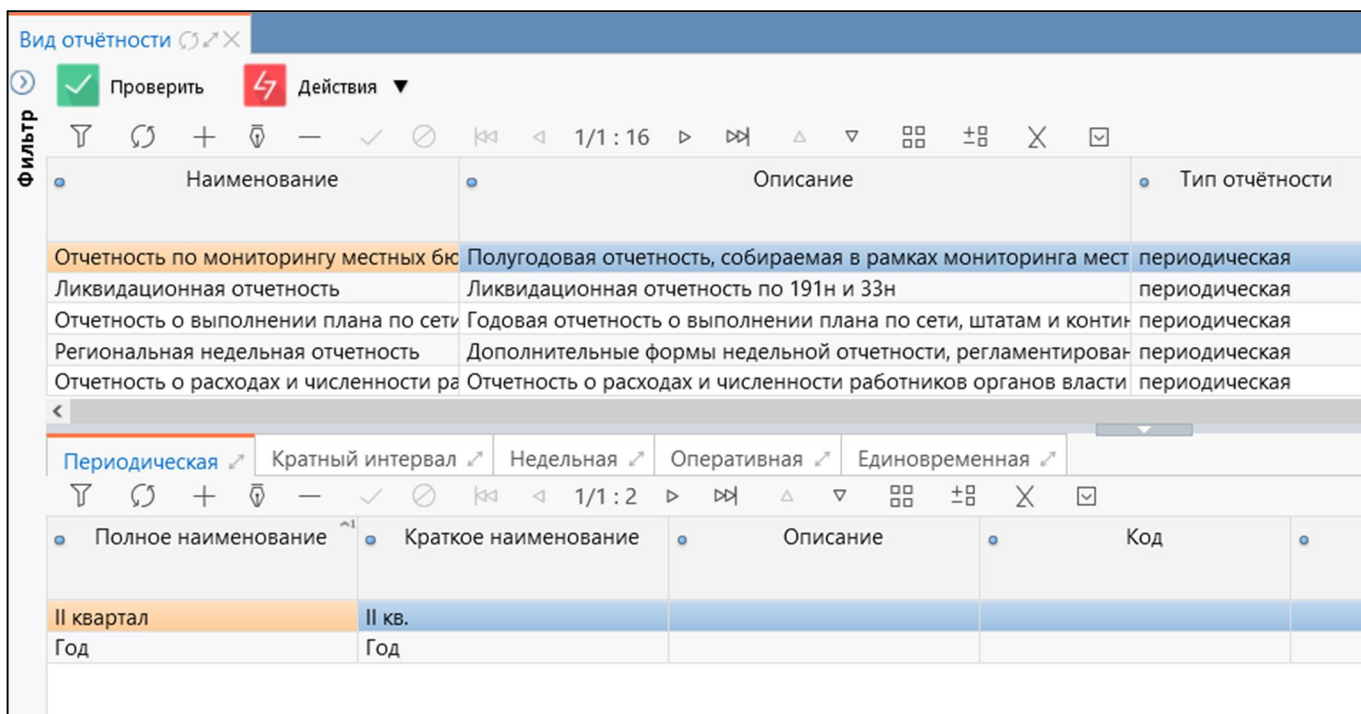 Вид отчётности
Проверить Действия
Фильтр
1/1 : 16
Наименование Описание Тип отчётности
Отчетность по мониторингу местных бю Полугодовая отчетность, собираемая в рамках мониторинга мест периодическая
Ликвидационная отчетность Ликвидационная отчетность по 191н и 33н периодическая
Отчетность о выполнении плана по сети Годовая отчетность о выполнении плана по сети, штатам и контин периодическая
Региональная недельная отчетность Дополнительные формы недельной отчетности, регламентирован периодическая
Отчетность о расходах и численности ра Отчетность о расходах и численности работников органов власти периодическая
Периодическая Кратный интервал Недельная Оперативная Единовременная
1/1 : 2
Полное наименование 1 Краткое наименование Описание Код
II квартал II кв.
Год Год